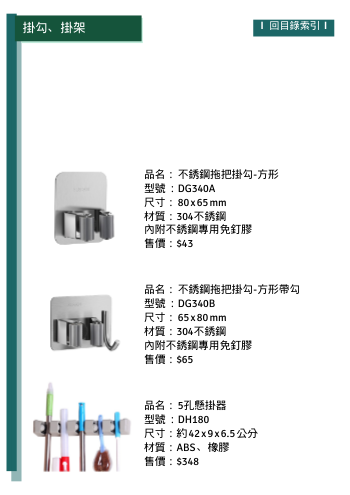 掛勾、掛架
回目錄索引
品名：不銹鋼拖把掛勾-方形
型號：DG340A
尺寸：80x65mm
材質：304不銹鋼
內附不銹鋼專用免釘膠
售價：$43
品名：不銹鋼拖把掛勾-方形帶勾
型號：DG340B
尺寸：65x80mm
材質：304不銹鋼
內附不銹鋼專用免釘膠
售價：$65
品名：5孔懸掛器
型號：DH180
尺寸：約42x9x6.5公分
材質：ABS、橡膠
售價：$348